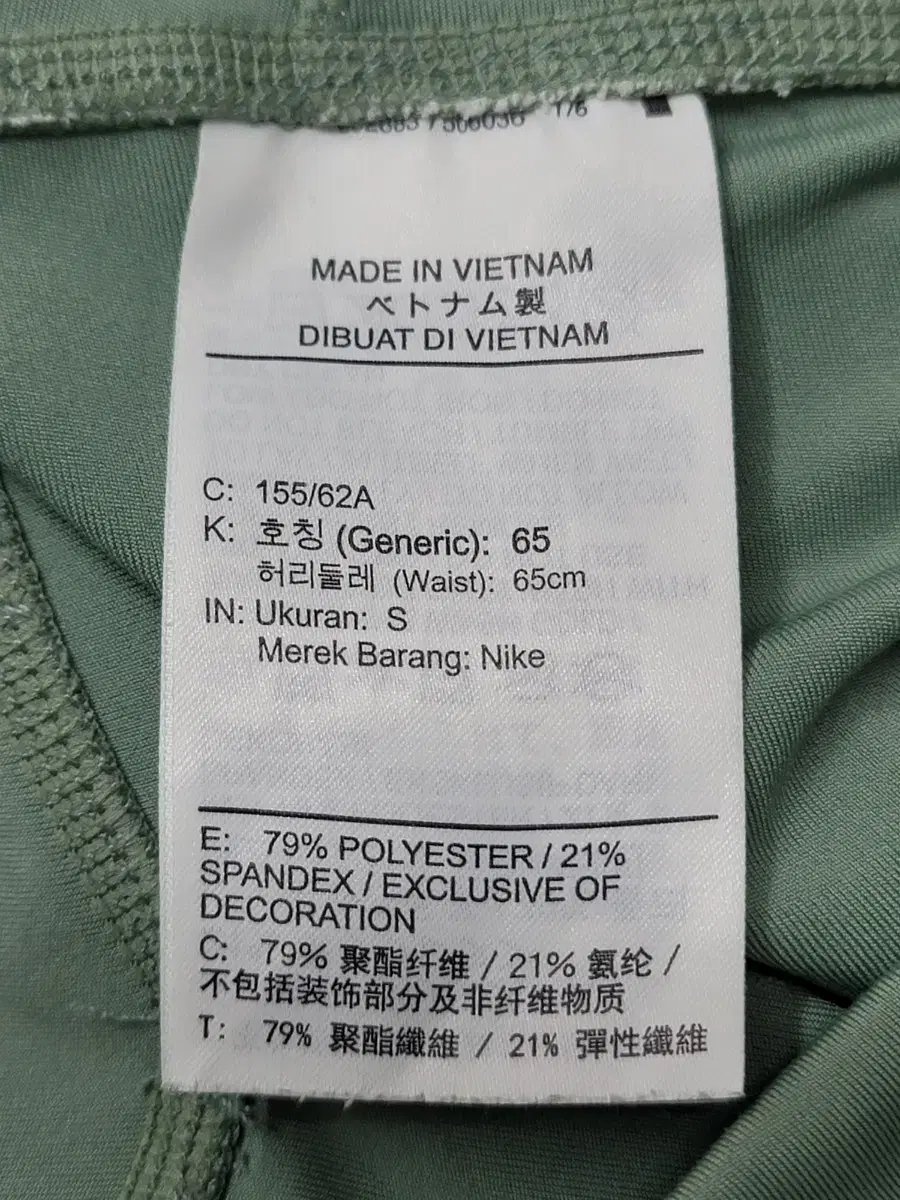 1/6
MADE IN VIETNAM
ベトナム製
DIBUAT DI VIETNAM
C: 155/62A
K: 호칭 (Generic): 65
허리둘레 (Waist): 65cm
IN: Ukuran: S
Merek Barang: Nike
E: 79% POLYESTER / 21%
SPANDEX / EXCLUSIVE OF
DECORATION
C: 79% 聚酯纤维 / 21% 氨纶 /
不包括装饰部分及非纤维物质
T: 79% 聚酯纖維 / 21% 彈性纖維